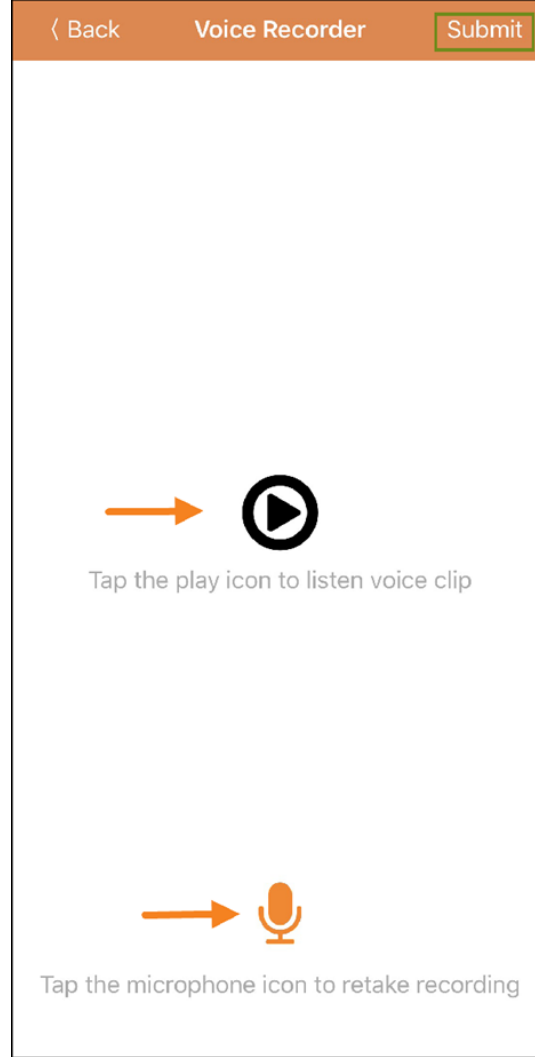 〈 Back Voice Recorder Submit
Tap the play icon to listen voice clip
Tap the microphone icon to retake recording